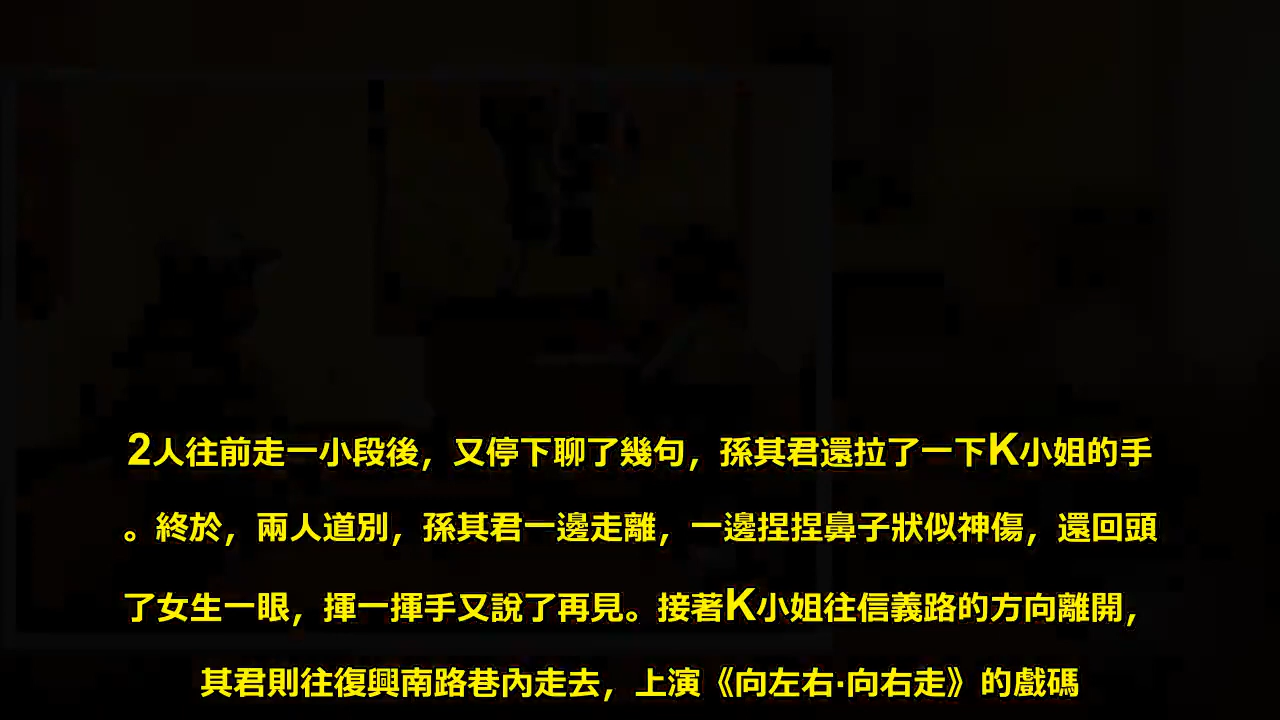 2人往前走一小段後，又停下聊了幾句，孫其君還拉了一下K小姐的手
。終於，兩人道別，孫其君一邊走離，一邊捏捏鼻子狀似神傷，還回頭
了女生一眼，揮一揮手又說了再見。接著K小姐往信義路的方向離開，
其君則往復興南路巷內走去，上演《向左右·向右走》的戲碼